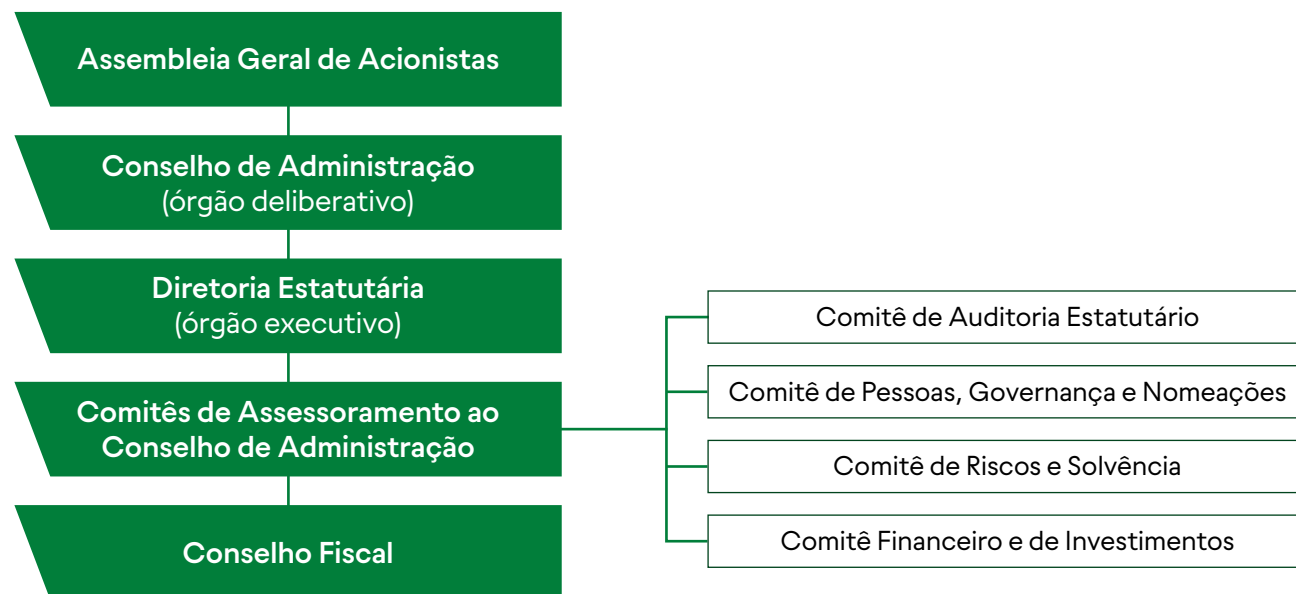 Assembleia Geral de Acionistas
Conselho de Administração
(órgão deliberativo)
Diretoria Estatutária
(órgão executivo)
Comitês de Assessoramento ao
Conselho de Administração
Conselho Fiscal
Comitê de Auditoria Estatutário
Comitê de Pessoas, Governança e Nomeações
Comitê de Riscos e Solvência
Comitê Financeiro e de Investimentos